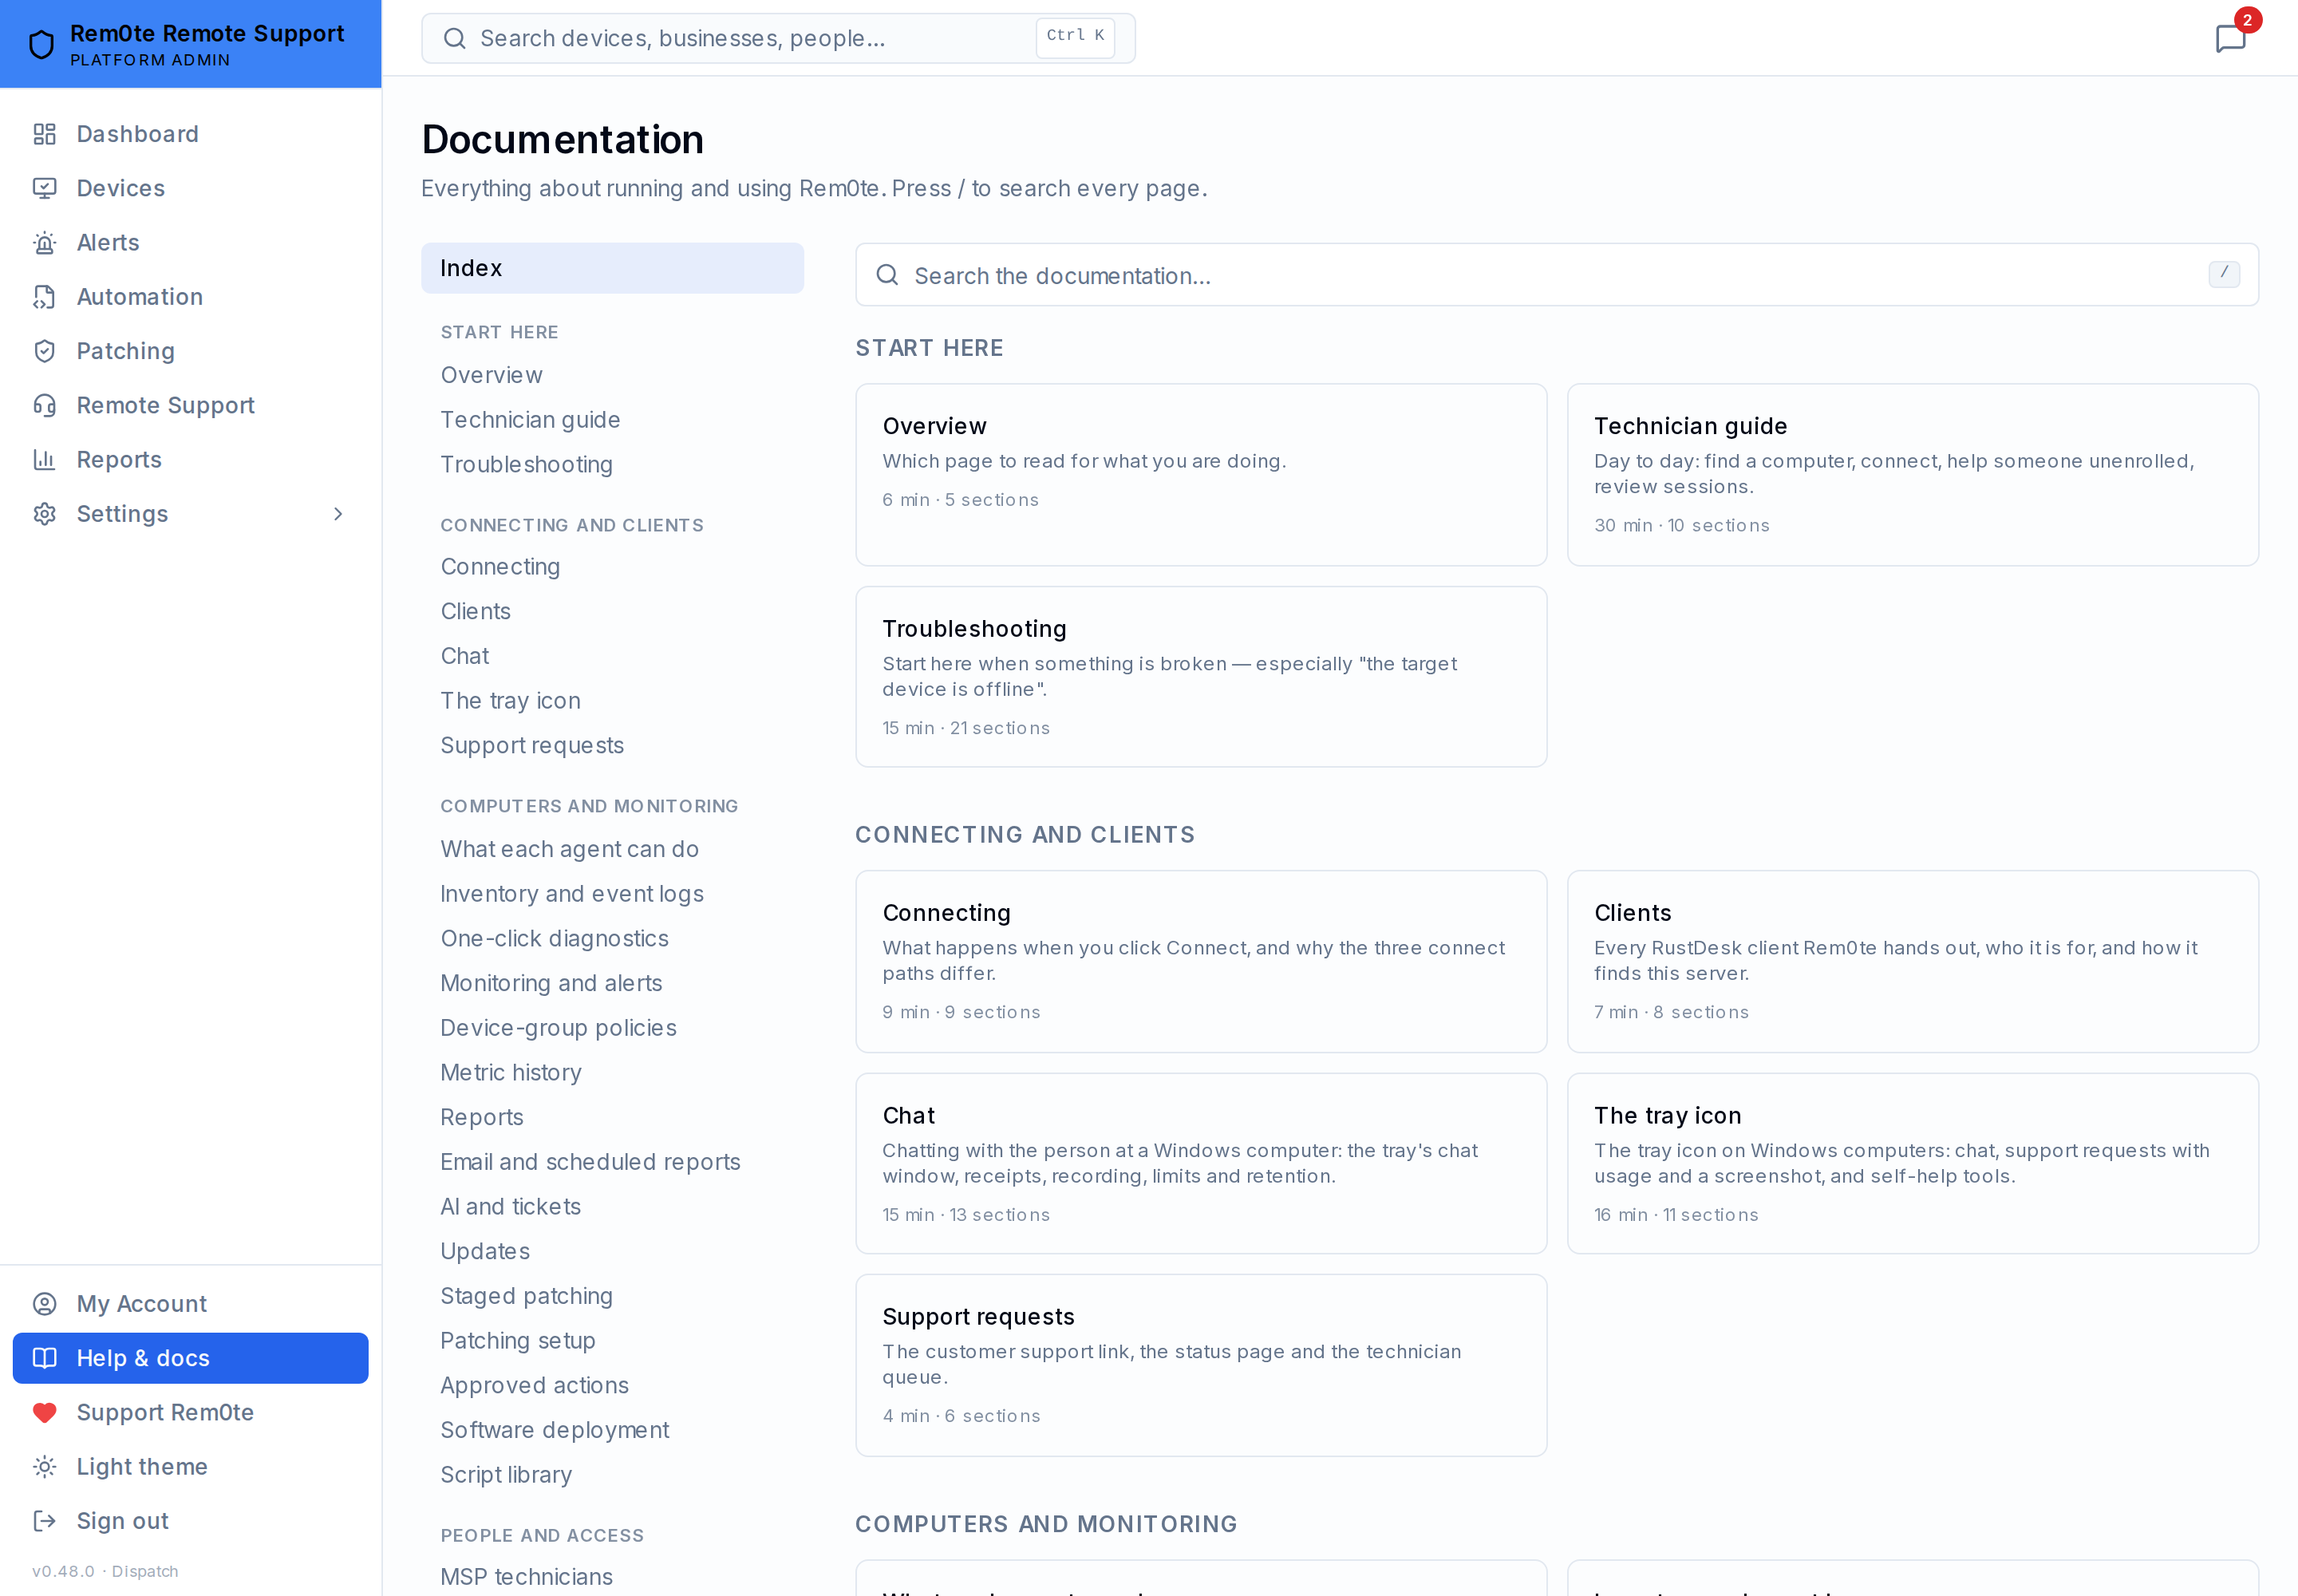 Rem0te Remote Support
PLATFORM ADMIN
Dashboard
Devices
Alerts
Automation
Patching
Remote Support
Reports
Settings
My Account
Help & docs
Support Rem0te
Light theme
Sign out
v0.48.0 · Dispatch
Search devices, businesses, people...
Ctrl K
2
Documentation
Everything about running and using Rem0te. Press / to search every page.
Index
START HERE
Overview
Technician guide
Troubleshooting
CONNECTING AND CLIENTS
Connecting
Clients
Chat
The tray icon
Support requests
COMPUTERS AND MONITORING
What each agent can do
Inventory and event logs
One-click diagnostics
Monitoring and alerts
Device-group policies
Metric history
Reports
Email and scheduled reports
AI and tickets
Updates
Staged patching
Patching setup
Approved actions
Software deployment
Script library
PEOPLE AND ACCESS
MSP technicians
Search the documentation...
/
START HERE
Overview
Which page to read for what you are doing.
6 min · 5 sections
Technician guide
Day to day: find a computer, connect, help someone unenrolled,
review sessions.
30 min · 10 sections
Troubleshooting
Start here when something is broken — especially "the target
device is offline".
15 min · 21 sections
CONNECTING AND CLIENTS
Connecting
What happens when you click Connect, and why the three connect
paths differ.
9 min · 9 sections
Clients
Every RustDesk client Rem0te hands out, who it is for, and how it
finds this server.
7 min · 8 sections
Chat
Chatting with the person at a Windows computer: the tray's chat
window, receipts, recording, limits and retention.
15 min · 13 sections
The tray icon
The tray icon on Windows computers: chat, support requests with
usage and a screenshot, and self-help tools.
16 min · 11 sections
Support requests
The customer support link, the status page and the technician
queue.
4 min · 6 sections
COMPUTERS AND MONITORING